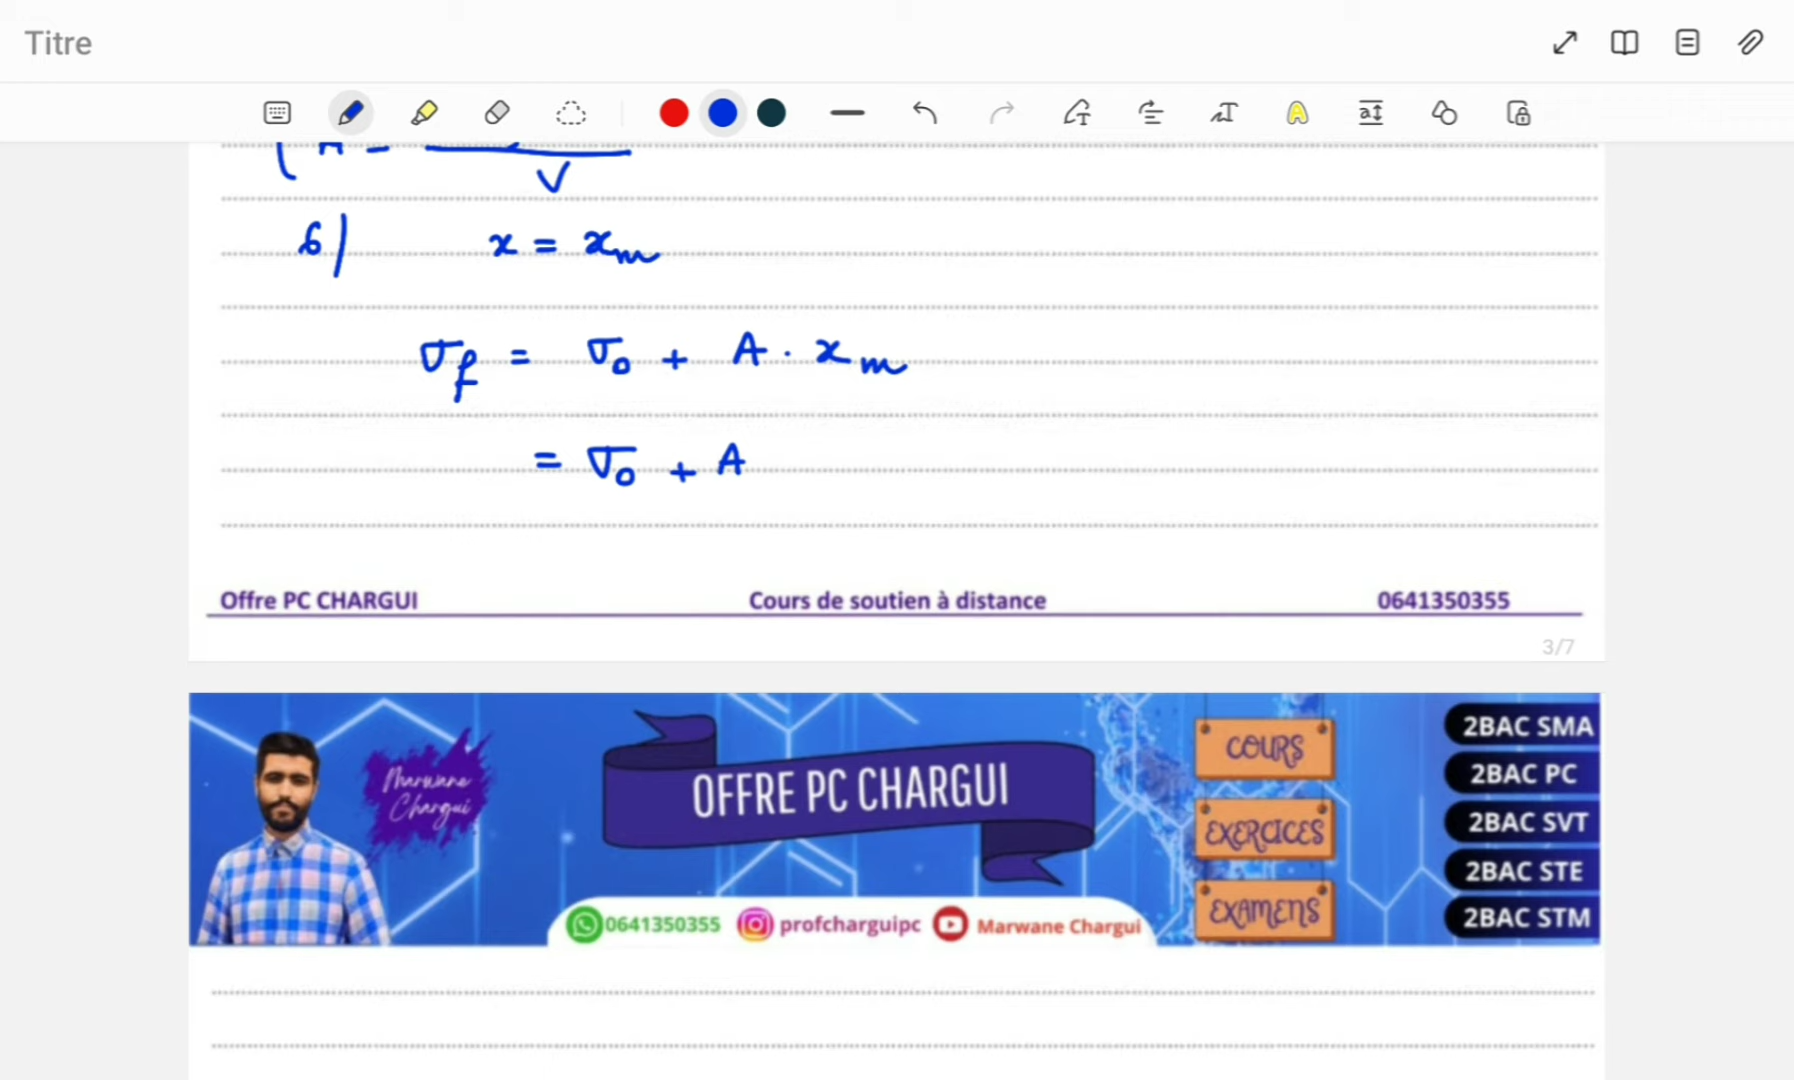 Titre
V
6) x = xm
σf = σ0 + A . xm
= σ0 + A
Offre PC CHARGUI Cours de soutien à distance 0641350355
3/7
Marwane Chargui
OFFRE PC CHARGUI
COURS
EXERCICES
EXAMENS
2BAC SMA
2BAC PC
2BAC SVT
2BAC STE
2BAC STM
0641350355 profcharguipc Marwane Chargui